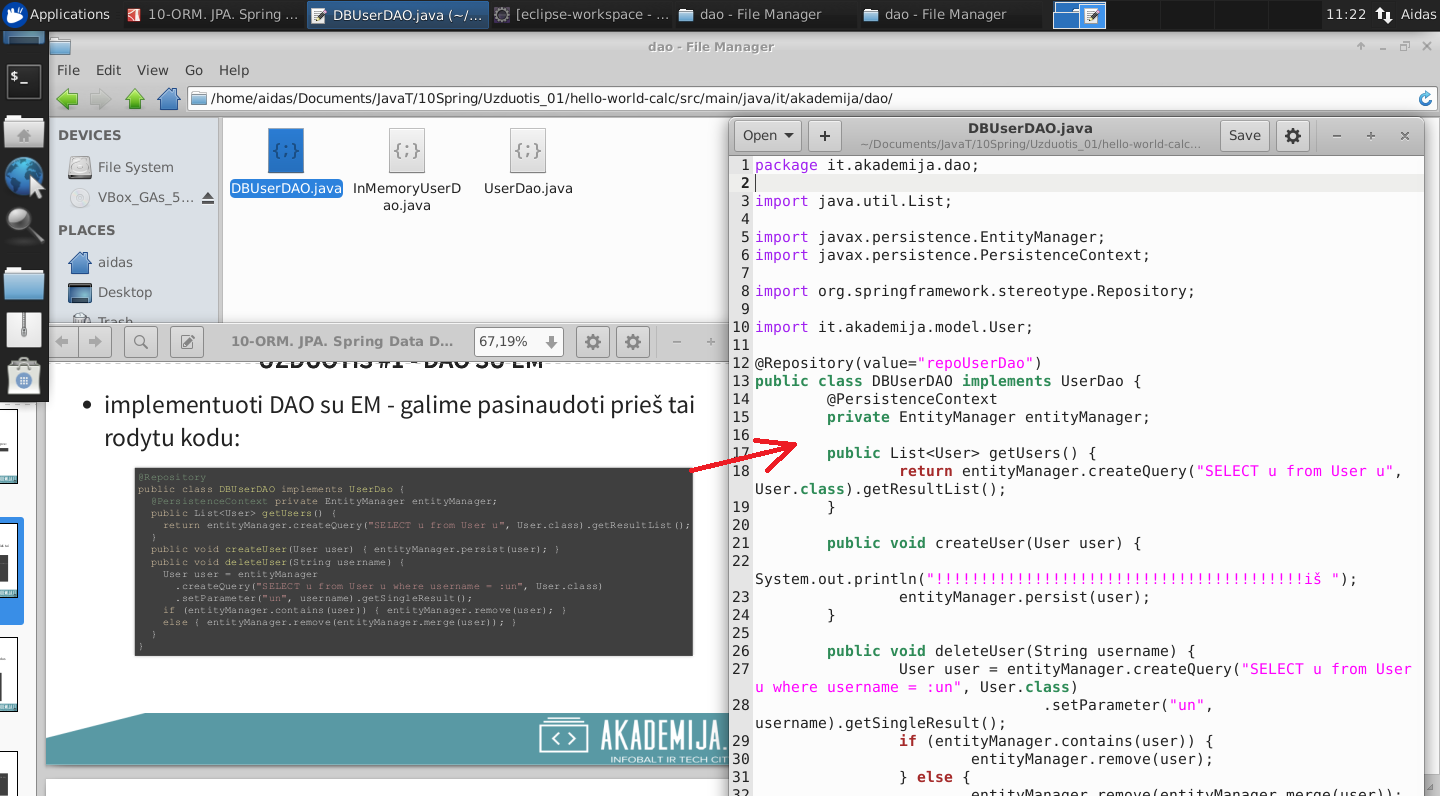 Applications
10-ORM. JPA. Spring ...
DBUserDAO.java (~/...
[eclipse-workspace - ...
dao - File Manager
dao - File Manager
11:22
Aidas
dao - File Manager
File Edit View Go Help
/home/aidas/Documents/JavaT/10Spring/Uzduotis_01/hello-world-calc/src/main/java/it/akademija/dao/
DEVICES
File System
VBox_GAs_5...
PLACES
aidas
Desktop
Trash
DBUserDAO.java
InMemoryUserD
ao.java
UserDao.java
10-ORM. JPA. Spring Data D...
67,19%
UŽDUOTIS #1 - DAO SU EM
• implementuoti DAO su EM - galime pasinaudoti prieš tai
rodytu kodu:
@Repository
public class DBUserDAO implements UserDao {
@PersistenceContext private EntityManager entityManager;
public List<User> getUsers() {
return entityManager.createQuery("SELECT u from User u", User.class).getResultList();
}
public void createUser(User user) { entityManager.persist(user); }
public void deleteUser(String username) {
User user = entityManager
.createQuery("SELECT u from User u where username = :un", User.class)
.setParameter("un", username).getSingleResult();
if (entityManager.contains(user)) { entityManager.remove(user); }
else { entityManager.remove(entityManager.merge(user)); }
}
}
AKADEMIJA.
INFOBALT IR TECH CIT
Open
+
DBUserDAO.java
~/Documents/JavaT/10Spring/Uzduotis_01/hello-world-calc...
Save
1 package it.akademija.dao;
2
3 import java.util.List;
4
5 import javax.persistence.EntityManager;
6 import javax.persistence.PersistenceContext;
7
8 import org.springframework.stereotype.Repository;
9
10 import it.akademija.model.User;
11
12 @Repository(value="repoUserDao")
13 public class DBUserDAO implements UserDao {
14 @PersistenceContext
15 private EntityManager entityManager;
16
17 public List<User> getUsers() {
18 return entityManager.createQuery("SELECT u from User u",
User.class).getResultList();
19 }
20
21 public void createUser(User user) {
22
System.out.println("!!!!!!!!!!!!!!!!!!!!!!!!!!!!!!!!!!!!!!!!!iš ");
23 entityManager.persist(user);
24 }
25
26 public void deleteUser(String username) {
27 User user = entityManager.createQuery("SELECT u from User
u where username = :un", User.class)
28 .setParameter("un",
username).getSingleResult();
29 if (entityManager.contains(user)) {
30 entityManager.remove(user);
31 } else {
32 entityManager.remove(entityManager.merge(user));